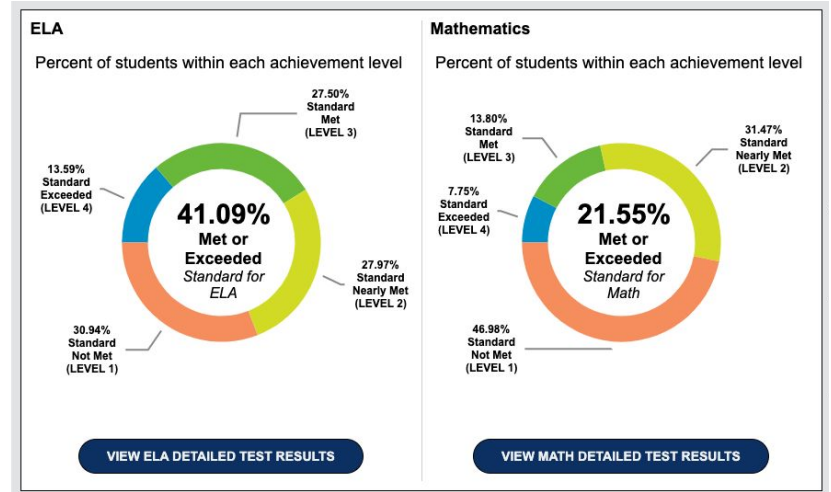 ELA
Percent of students within each achievement level
27.50%
Standard
Met
(LEVEL 3)
13.59%
Standard
Exceeded
(LEVEL 4)
41.09%
Met or
Exceeded
Standard for
ELA
27.97%
Standard
Nearly Met
(LEVEL 2)
30.94%
Standard
Not Met
(LEVEL 1)
VIEW ELA DETAILED TEST RESULTS
Mathematics
Percent of students within each achievement level
13.80%
Standard
Met
(LEVEL 3)
31.47%
Standard
Nearly Met
(LEVEL 2)
7.75%
Standard
Exceeded
(LEVEL 4)
21.55%
Met or
Exceeded
Standard for
Math
46.98%
Standard
Not Met
(LEVEL 1)
VIEW MATH DETAILED TEST RESULTS